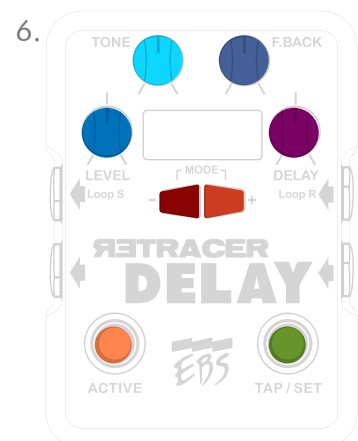 6.
TONE F.BACK
LEVEL MODE DELAY
Loop S - + Loop R
RETRACER
DELAY
EBS
ACTIVE TAP / SET